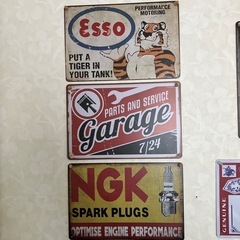 PERFORMANCE
MOTORING
Esso
PUT A
TIGER IN
YOUR TANK!
PARTS AND SERVICE
Garage
7/24
NGK
SPARK PLUGS
OPTIMISE ENGINE PERFORMANCE
GENUINE